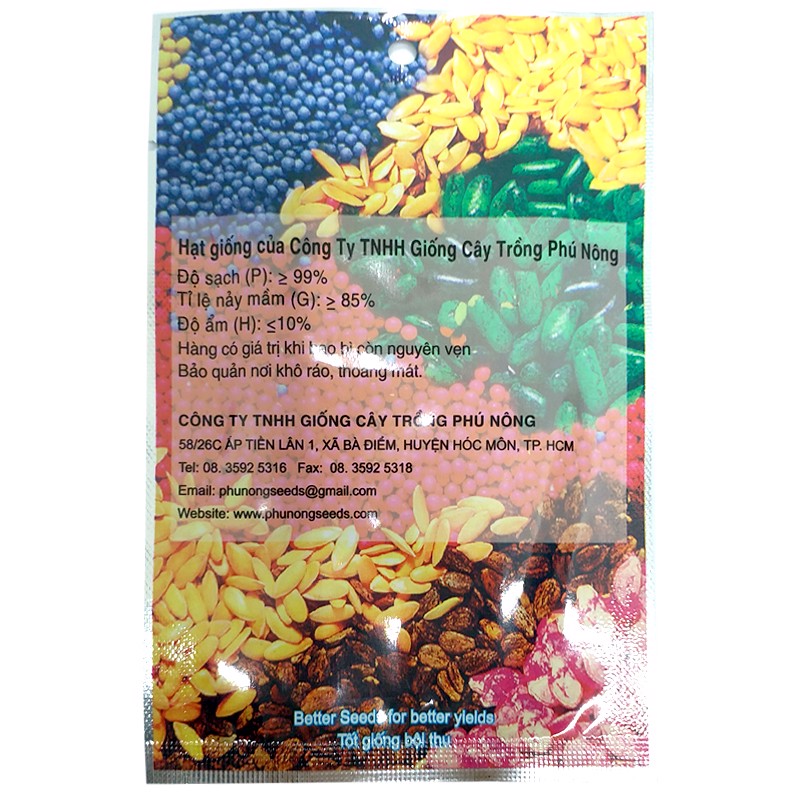 Hạt giống của Công Ty TNHH Giống Cây Trồng Phú Nông
Độ sạch (P): ≥ 99%
Tỉ lệ nảy mầm (G): ≥ 85%
Độ ẩm (H): ≤10%
Hàng có giá trị khi bao bì còn nguyên vẹn
Bảo quản nơi khô ráo, thoáng mát.
CÔNG TY TNHH GIỐNG CÂY TRỒNG PHÚ NÔNG
58/26C ẤP TIỀN LÂN 1, XÃ BÀ ĐIỂM, HUYỆN HÓC MÔN, TP. HCM
Tel: 08. 3592 5316 Fax: 08. 3592 5318
Email: phunongseeds@gmail.com
Website: www.phunongseeds.com
Better Seeds for better yields
Tốt giống bội thu